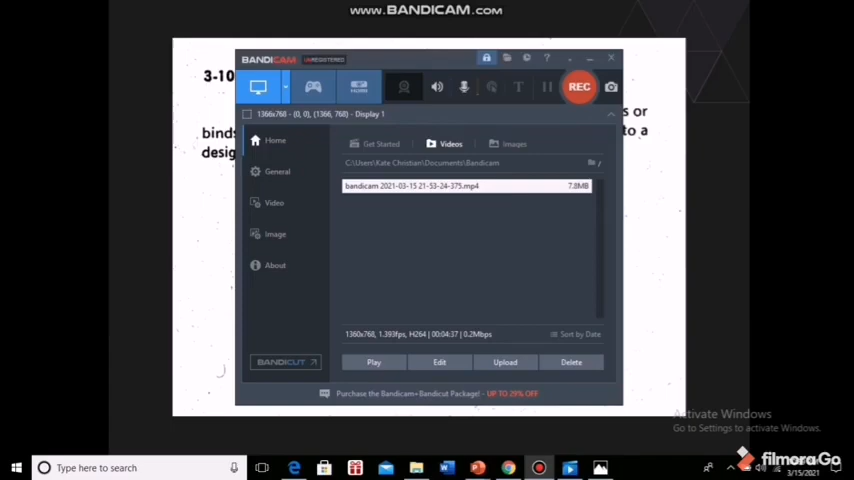 www.BANDICAM.com
BANDICAM UNREGISTERED
3-10
REC
1366x768 - (0, 0), (1366, 768) - Display 1
s or
binds
to a
desig
Home
General
Video
Image
About
BANDICUT
Get Started
Videos
Images
C:\Users\Kate Christian\Documents\Bandicam
bandicam 2021-03-15 21-53-24-375.mp4
7.8MB
1360x768, 1.393fps, H264 | 00:04:37 | 0.2Mbps
Sort by Date
Play
Edit
Upload
Delete
Purchase the Bandicam+Bandicut Package! - UP TO 29% OFF
Activate Windows
Go to Settings to activate Windows.
Type here to search
filmoraGo
3/15/2021